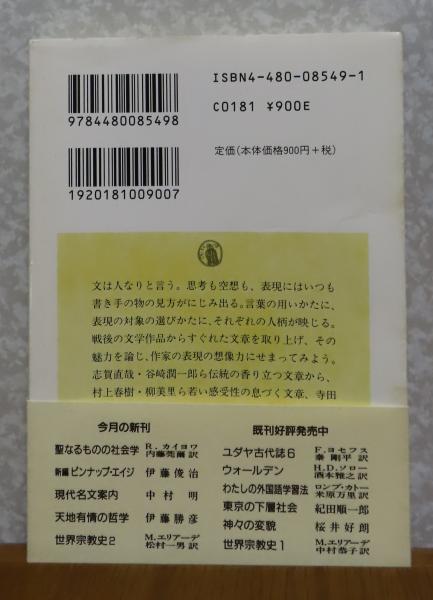 ISBN4-480-08549-1
C0181 ¥900E
9784480085498
定価(本体価格900円+税)
1920181009007
文は人なりと言う。思考も空想も、表現にはいつも
書き手の物の見方がにじみ出る。言葉の用いかたに、
表現の対象の選びかたに、それぞれの人柄が映じる。
戦後の文学作品からすぐれた文章を取り上げ、その
魅力を論じ、作家の表現の想像力にせまってみよう。
志賀直哉・谷崎潤一郎ら伝統の香り立つ文章から、
村上春樹・柳美里ら若い感受性の息づく文章、寺田
今月の新刊
聖なるものの社会学 R.カイヨワ 内藤莞爾訳
新編 ピンナップ・エイジ 伊藤俊治
現代名文案内 中村明
天地有情の哲学 伊藤勝彦
世界宗教史2 M.エリアーデ 松村一男訳
既刊好評発売中
ユダヤ古代誌6 F.ヨセフス 秦剛平訳
ウォールデン H.D.ソロー 酒本雅之訳
わたしの外国語学習法 ロンブ・カトー 米原万里訳
東京の下層社会 紀田順一郎
神々の変貌 桜井好朗
世界宗教史1 M.エリアーデ 中村恭子訳